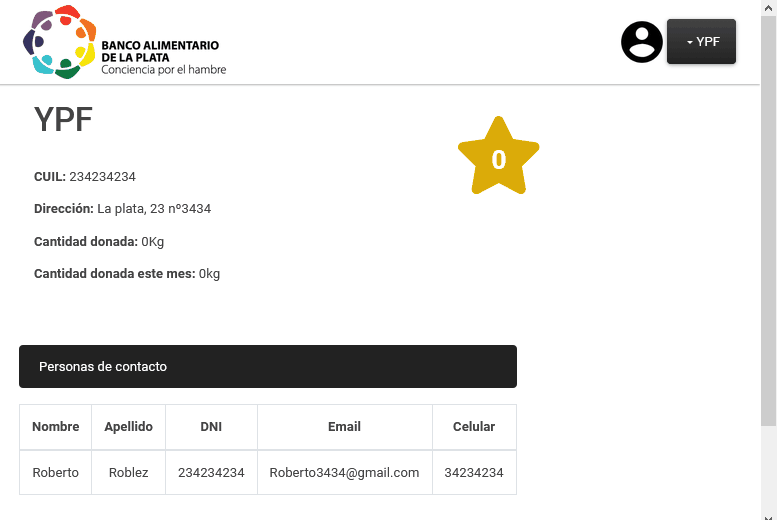 BANCO ALIMENTARIO
DE LA PLATA
Conciencia por el hambre
YPF
YPF
0
CUIL: 234234234
Dirección: La plata, 23 nº3434
Cantidad donada: 0Kg
Cantidad donada este mes: 0kg
Personas de contacto
Nombre Apellido DNI Email Celular
Roberto Roblez 234234234 Roberto3434@gmail.com 34234234